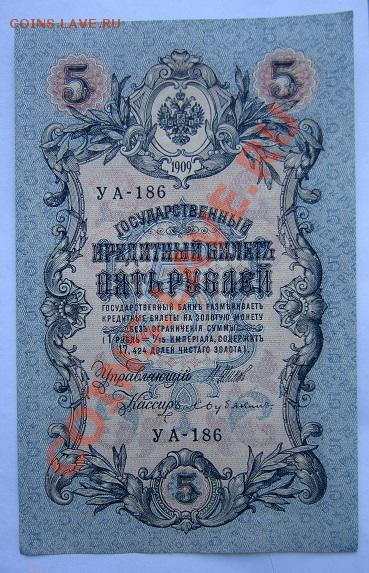 COINS.LAVE.RU
5 5
1909
УА-186
ГОСУДАРСТВЕННЫЙ
КРЕДИТНЫЙ БИЛЕТЪ
ПЯТЬ РУБЛЕЙ
ГОСУДАРСТВЕННЫЙ БАНКЪ РАЗМѢНИВАЕТЪ
КРЕДИТНЫЕ БИЛЕТЫ НА ЗОЛОТУЮ МОНЕТУ
БЕЗЪ ОГРАНИЧЕНІЯ СУММЫ
(1 РУБЛЬ = 1/15 ИМПЕРІАЛА, СОДЕРЖИТЪ
17,424 ДОЛЕЙ ЧИСТАГО ЗОЛОТА).
Управляющій
Кассиръ
УА-186
5